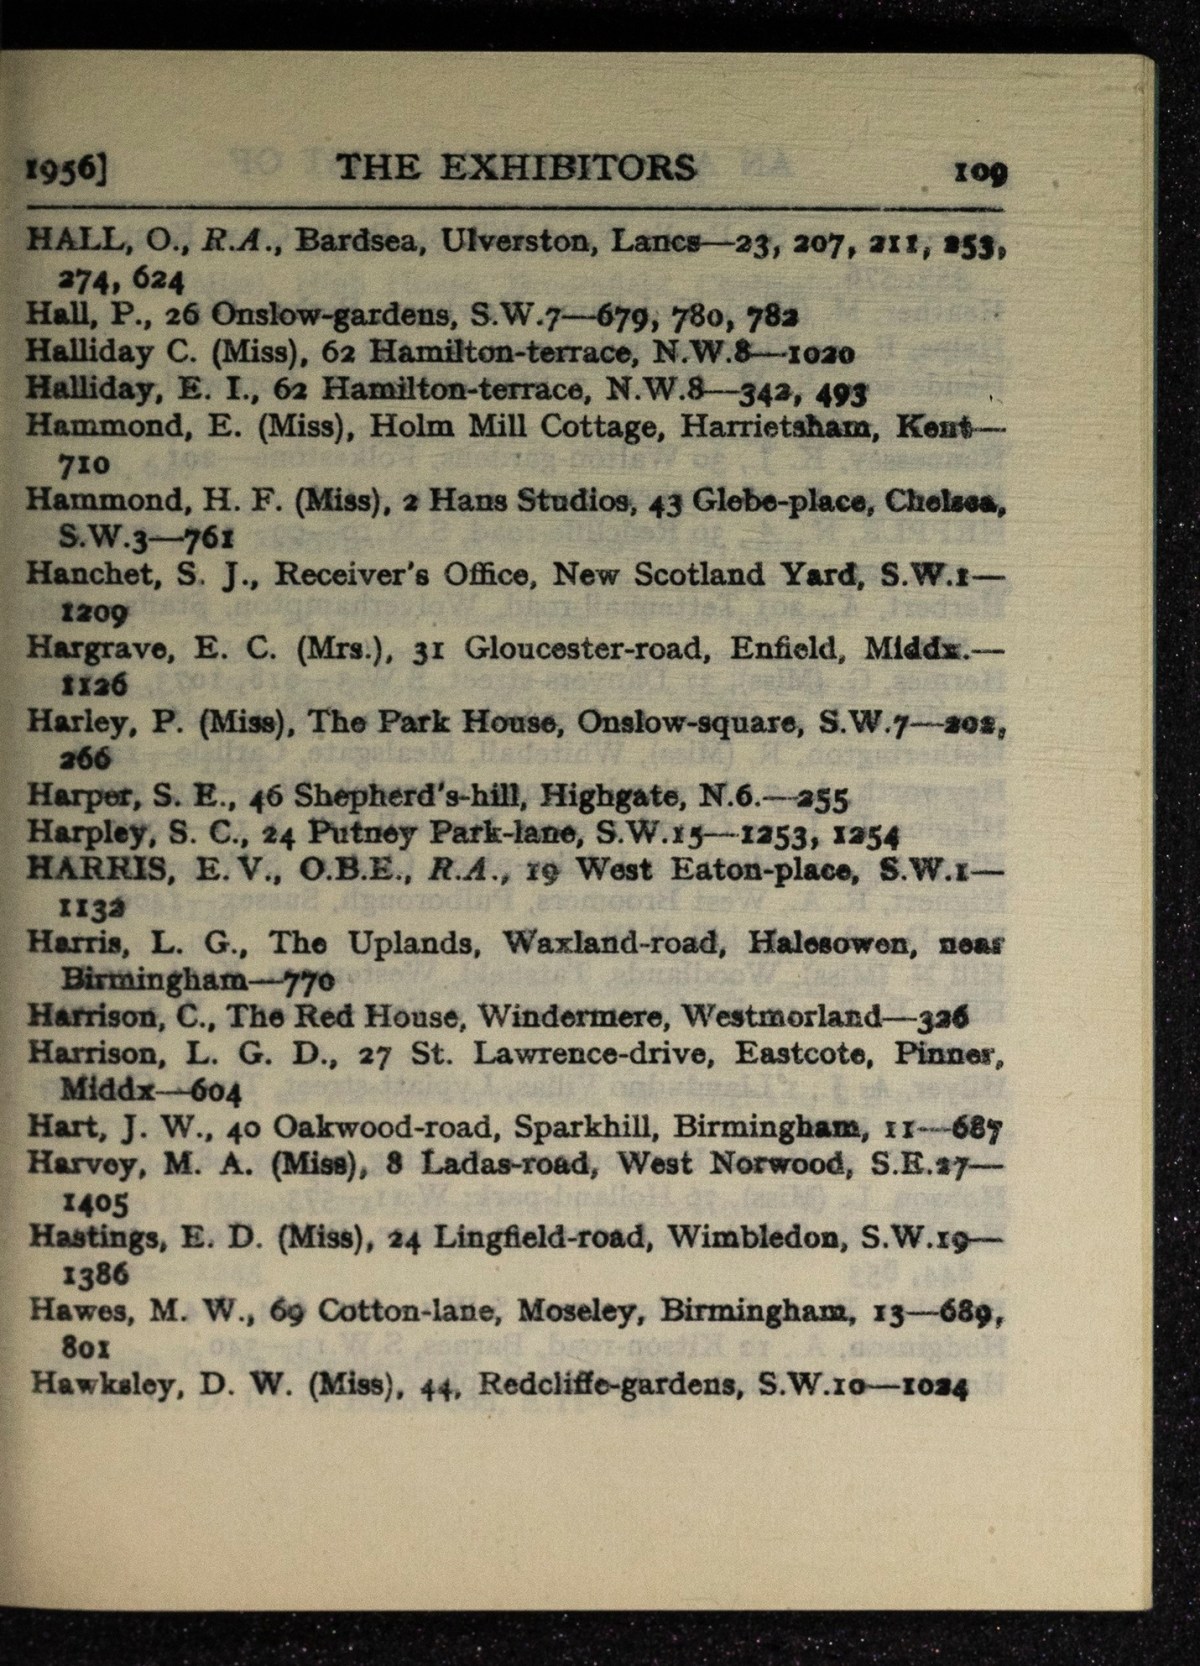 1956] THE EXHIBITORS 109
HALL, O., R.A., Bardsea, Ulverston, Lancs—23, 207, 211, 253,
274, 624
Hall, P., 26 Onslow-gardens, S.W.7—679, 780, 782
Halliday C. (Miss), 62 Hamilton-terrace, N.W.8—1020
Halliday, E. I., 62 Hamilton-terrace, N.W.8—342, 493
Hammond, E. (Miss), Holm Mill Cottage, Harrietsham, Kent—
710
Hammond, H. F. (Miss), 2 Hans Studios, 43 Glebe-place, Chelsea,
S.W.3—761
Hanchet, S. J., Receiver's Office, New Scotland Yard, S.W.1—
1209
Hargrave, E. C. (Mrs.), 31 Gloucester-road, Enfield, Middx.—
1126
Harley, P. (Miss), The Park House, Onslow-square, S.W.7—202,
266
Harper, S. E., 46 Shepherd's-hill, Highgate, N.6.—255
Harpley, S. C., 24 Putney Park-lane, S.W.15—1253, 1254
HARRIS, E. V., O.B.E., R.A., 19 West Eaton-place, S.W.1—
1132
Harris, L. G., The Uplands, Waxland-road, Halesowen, near
Birmingham—770
Harrison, C., The Red House, Windermere, Westmorland—326
Harrison, L. G. D., 27 St. Lawrence-drive, Eastcote, Pinner,
Middx—604
Hart, J. W., 40 Oakwood-road, Sparkhill, Birmingham, 11—687
Harvey, M. A. (Miss), 8 Ladas-road, West Norwood, S.E.27—
1405
Hastings, E. D. (Miss), 24 Lingfield-road, Wimbledon, S.W.19—
1386
Hawes, M. W., 69 Cotton-lane, Moseley, Birmingham, 13—689,
801
Hawksley, D. W. (Miss), 44, Redcliffe-gardens, S.W.10—1024